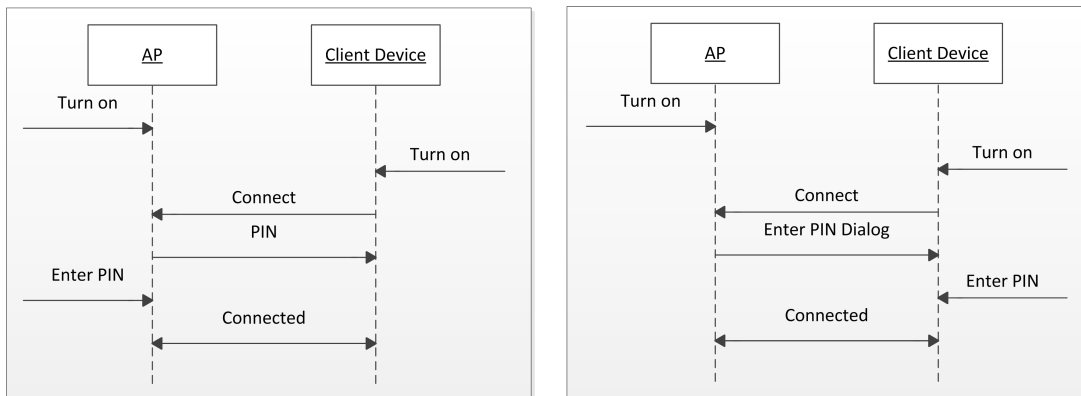 AP
Client Device
Turn on
Turn on
Connect
PIN
Enter PIN
Connected
AP
Client Device
Turn on
Turn on
Connect
Enter PIN Dialog
Enter PIN
Connected